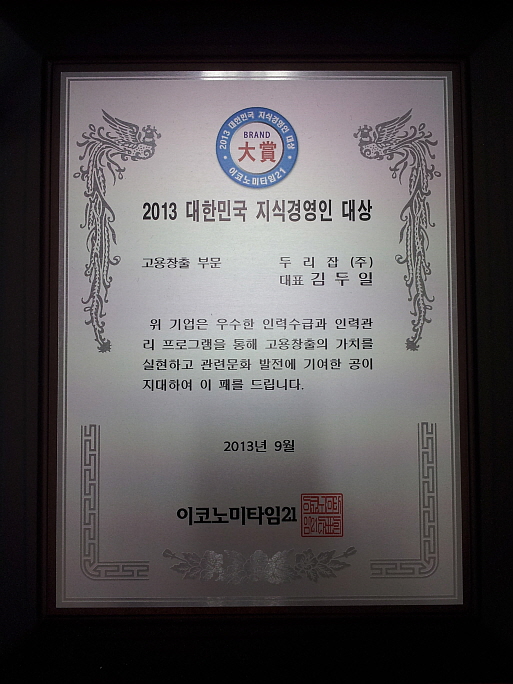 2013 대한민국 지식경영인 대상
BRAND
大賞
이코노미타임21
2013 대한민국 지식경영인 대상
고용창출 부문
두 리 잡 (주)
대표 김 두 일
위 기업은 우수한 인력수급과 인력관
리 프로그램을 통해 고용창출의 가치를
실현하고 관련문화 발전에 기여한 공이
지대하여 이 패를 드립니다.
2013년 9월
이코노미타임21